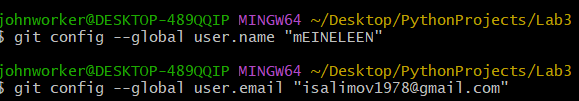 johnworker@DESKTOP-489QQIP MINGW64 ~/Desktop/PythonProjects/Lab3
$ git config --global user.name "mEINELEEN"
johnworker@DESKTOP-489QQIP MINGW64 ~/Desktop/PythonProjects/Lab3
$ git config --global user.email "isalimov1978@gmail.com"